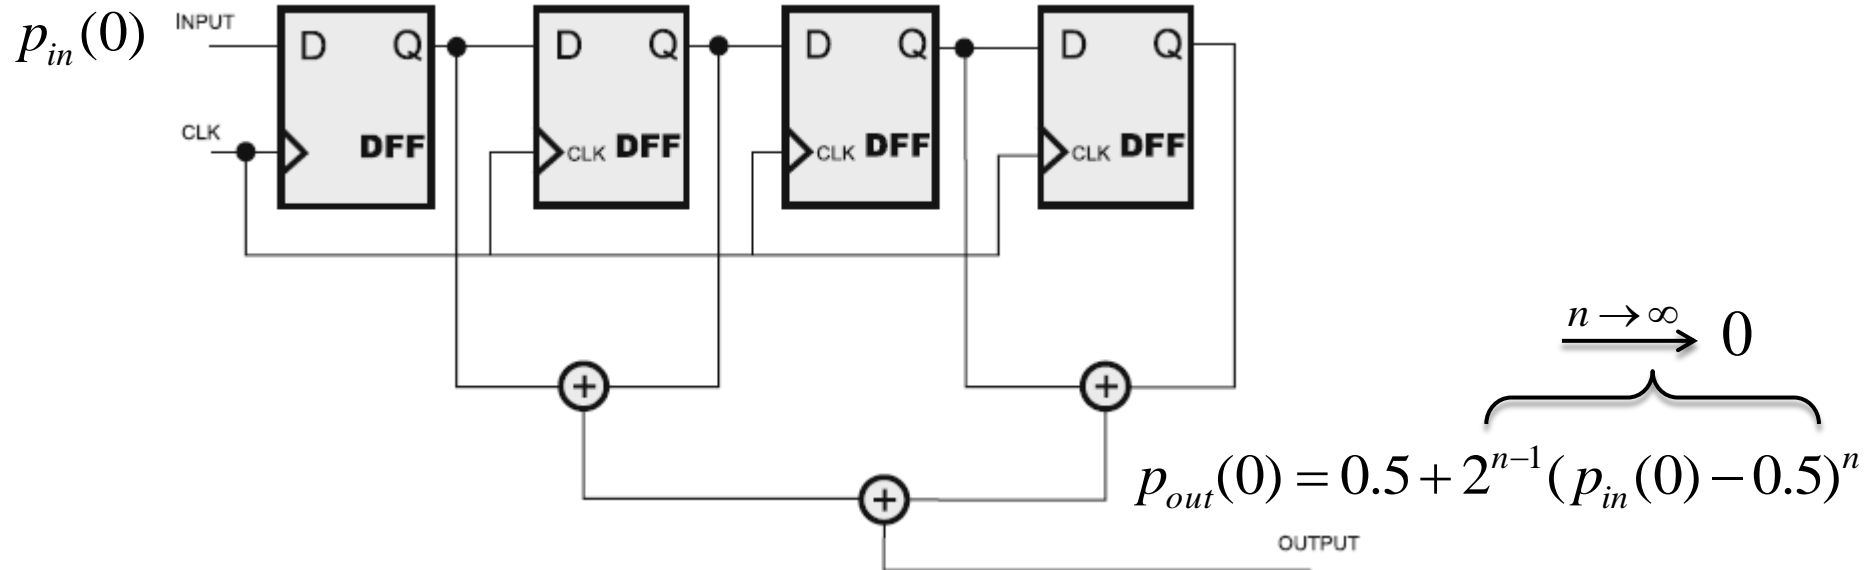 p_in(0)
INPUT
D Q D Q D Q D Q
CLK
DFF CLK DFF CLK DFF CLK DFF
n → ∞ 0
+ +
p_out(0) = 0.5 + 2^{n-1}(p_in(0) − 0.5)^n
+
OUTPUT